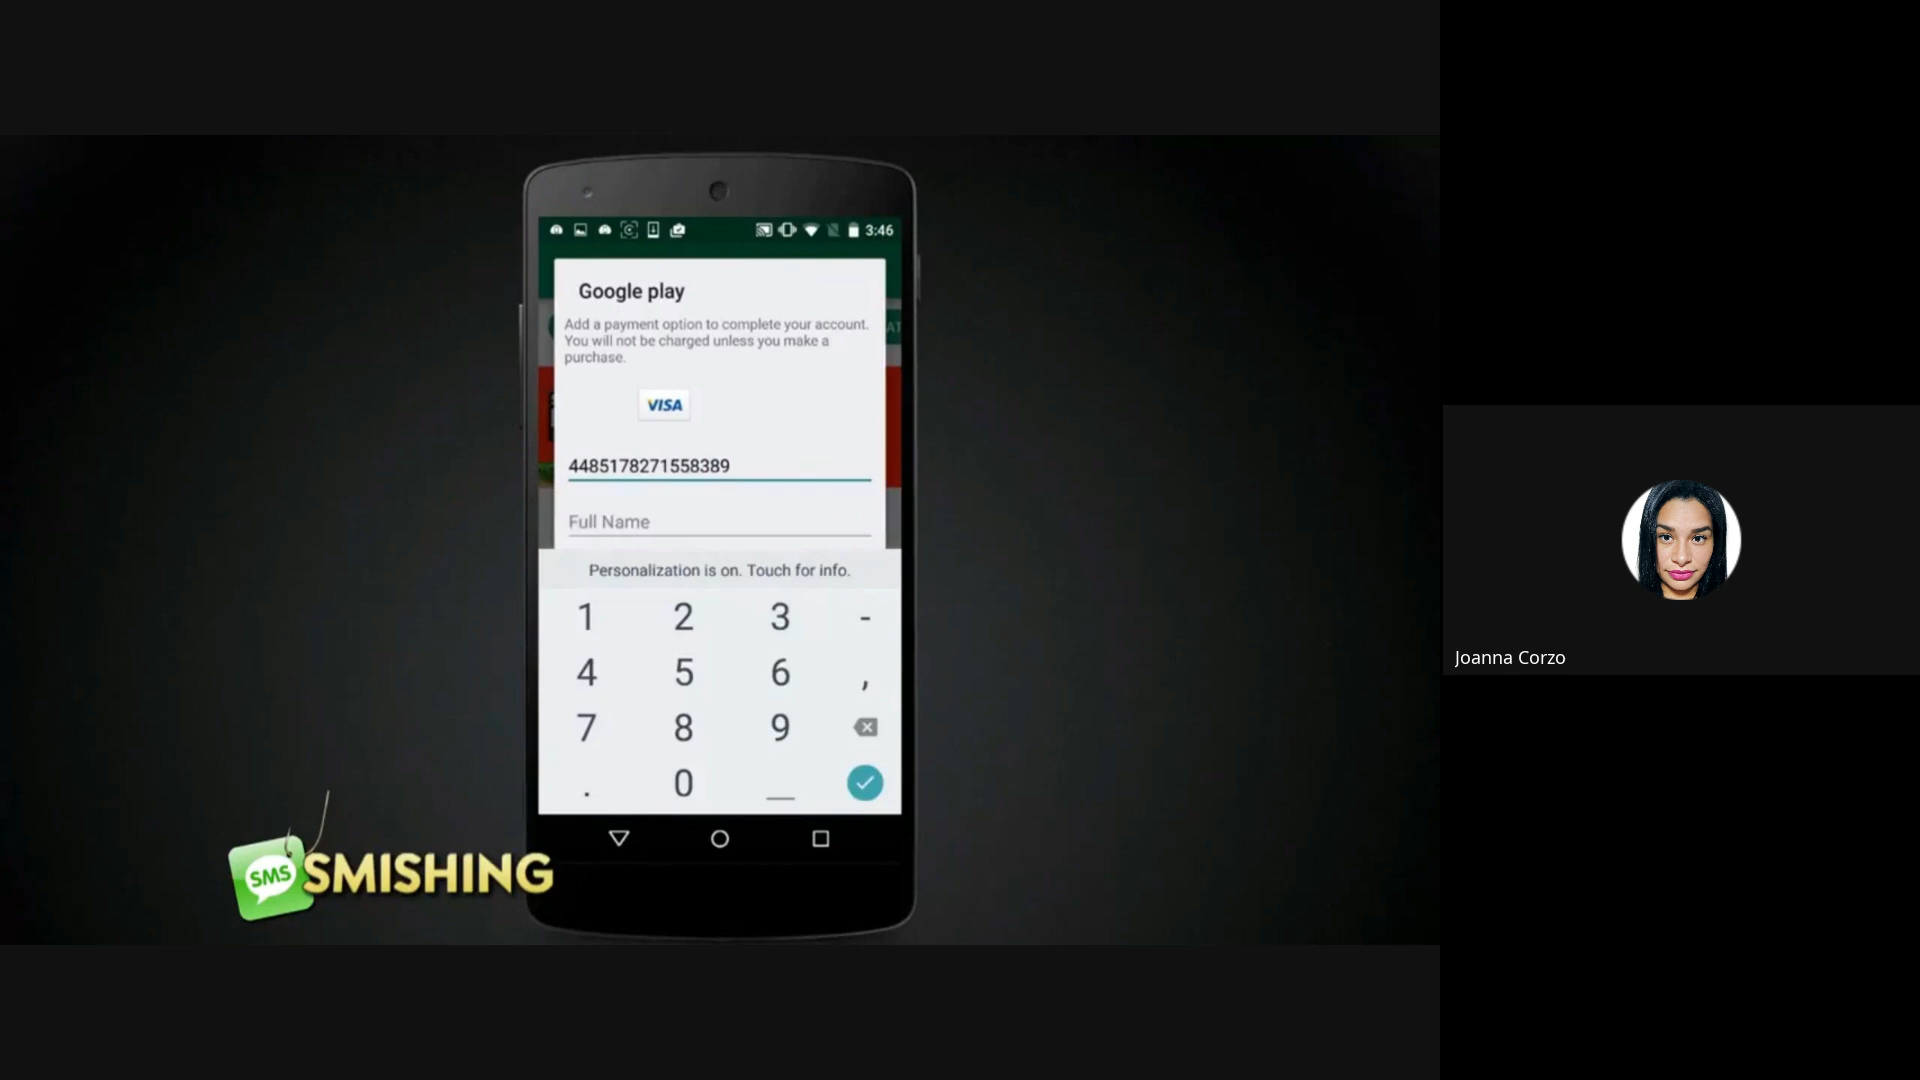 3:46
Google play
Add a payment option to complete your account.
You will not be charged unless you make a
purchase.
VISA
4485178271558389
Full Name
Personalization is on. Touch for info.
1 2 3 -
4 5 6 ,
7 8 9
. 0 _
SMS SMISHING
Joanna Corzo